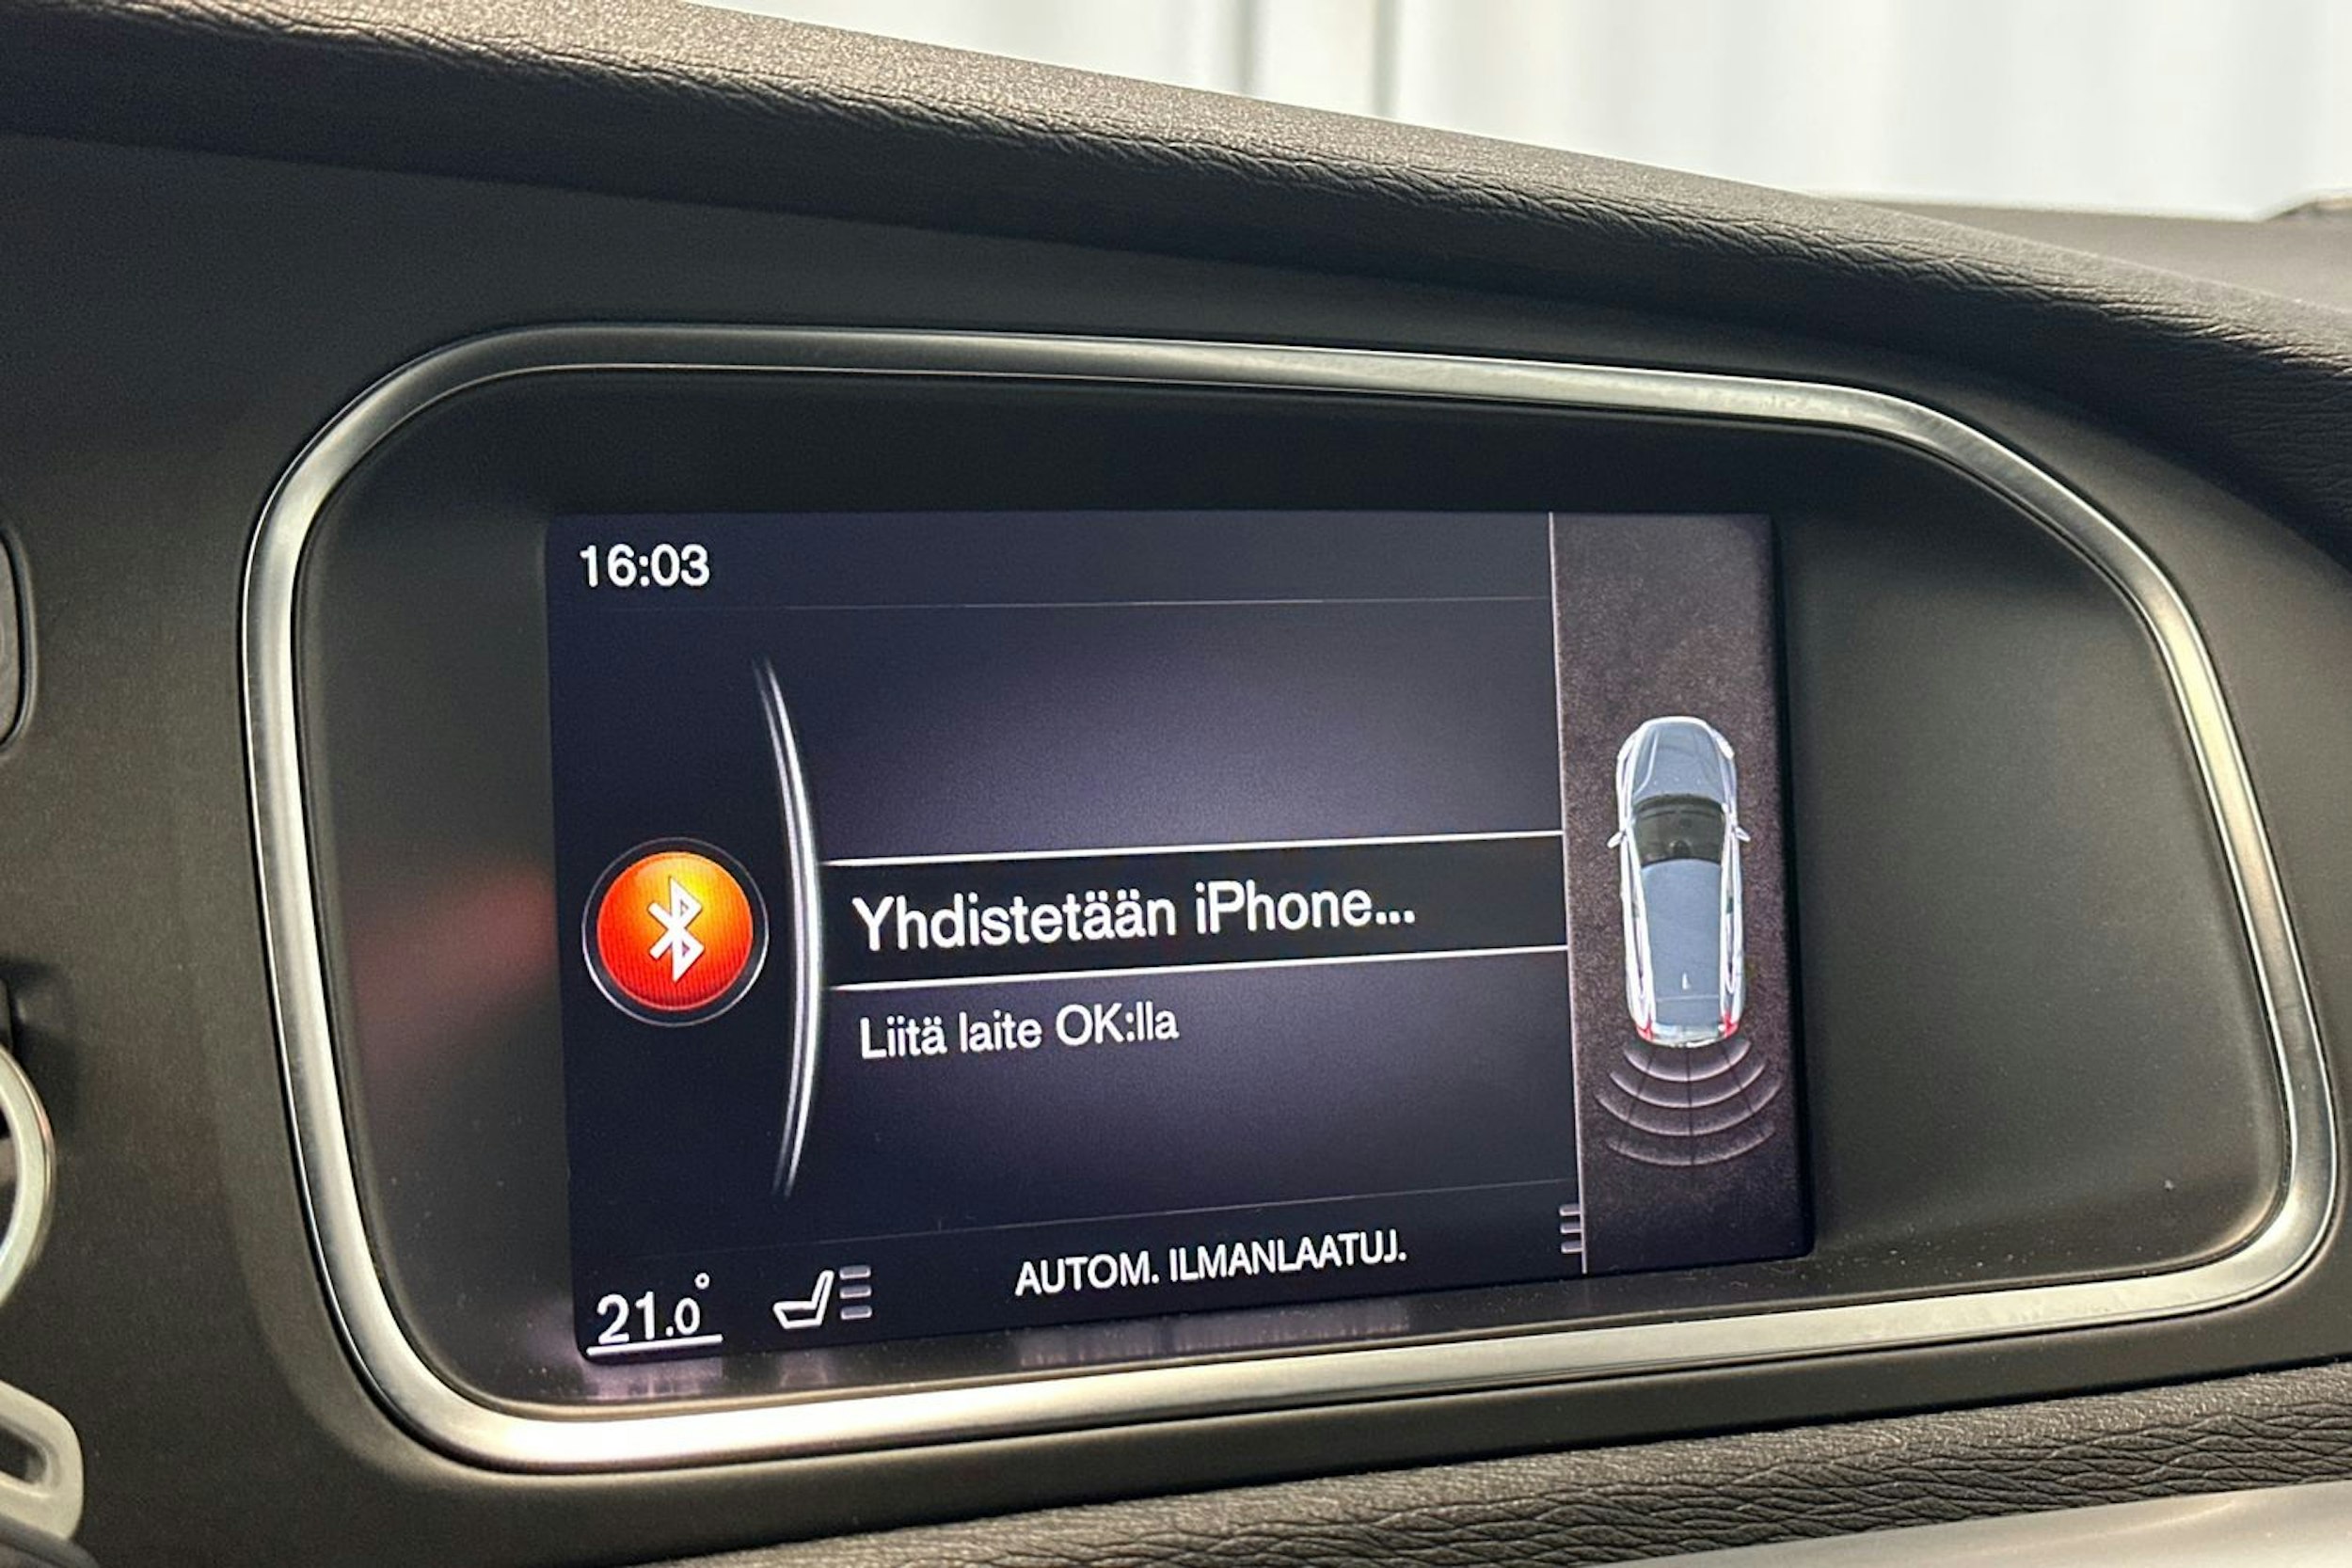 16:03
Yhdistetään iPhone...
Liitä laite OK:lla
AUTOM. ILMANLAATUJ.
21.0°